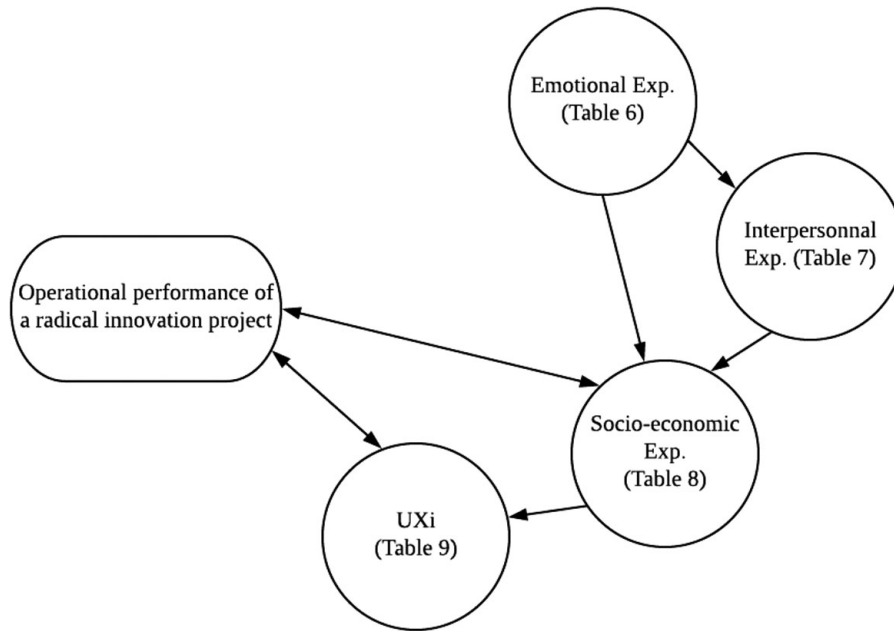 Emotional Exp.
(Table 6)
Interpersonnal
Exp. (Table 7)
Operational performance of
a radical innovation project
Socio-economic
Exp.
(Table 8)
UXi
(Table 9)